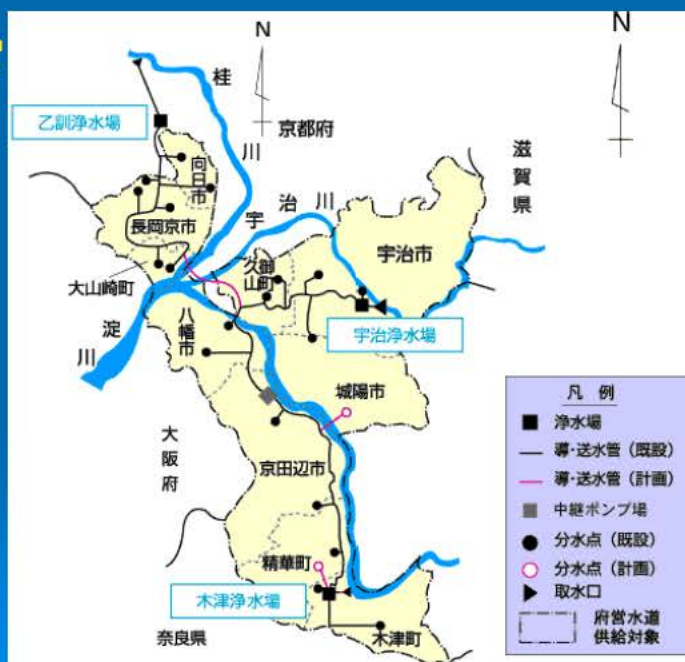 N
N
桂川
京都府
滋賀県
乙訓浄水場
向日市
長岡京市
宇治川
宇治市
久御山町
大山崎町
八幡市
宇治浄水場
淀川
城陽市
大阪府
京田辺市
精華町
木津浄水場
木津町
奈良県
凡 例
浄水場
導・送水管（既設）
導・送水管（計画）
中継ポンプ場
分水点（既設）
分水点（計画）
取水口
府営水道
供給対象